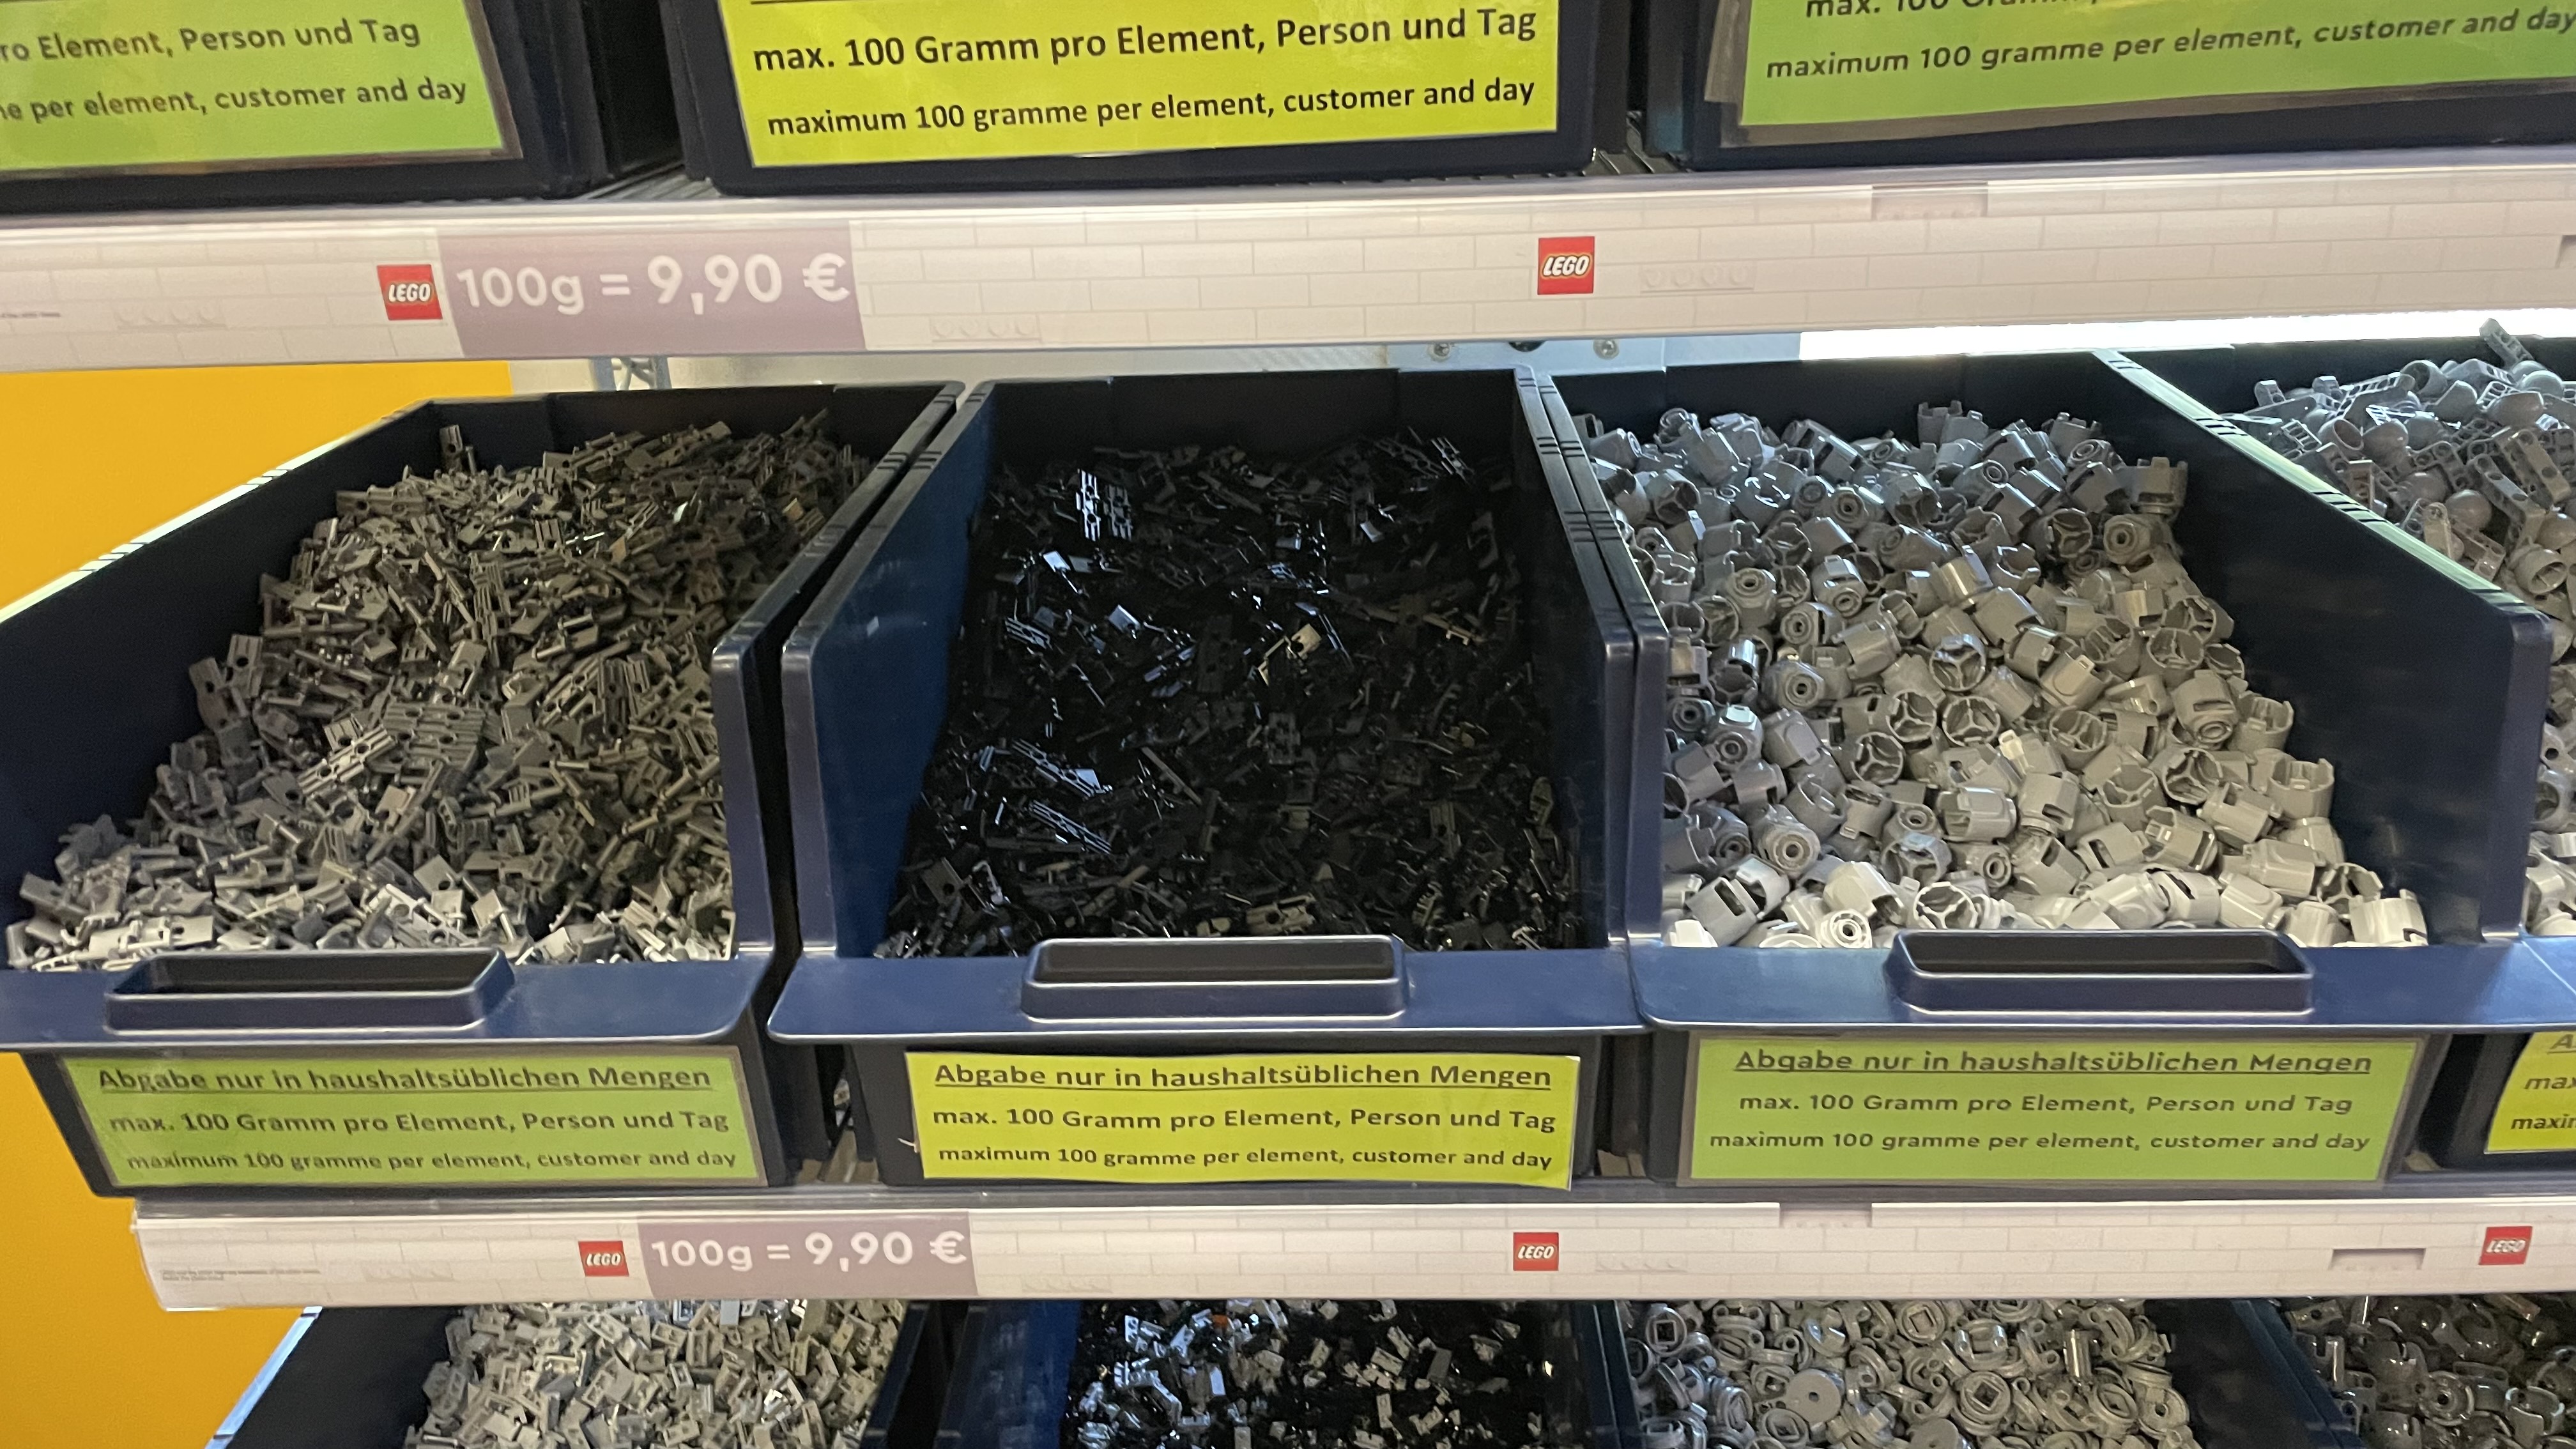 ro Element, Person und Tag
per element, customer and day
max. 100 Gramm pro Element, Person und Tag
maximum 100 gramme per element, customer and day
max. 100
maximum 100 gramme per element, customer and day
LEGO
100g = 9,90 €
LEGO
Abgabe nur in haushaltsüblichen Mengen
max. 100 Gramm pro Element, Person und Tag
maximum 100 gramme per element, customer and day
Abgabe nur in haushaltsüblichen Mengen
max. 100 Gramm pro Element, Person und Tag
maximum 100 gramme per element, customer and day
Abgabe nur in haushaltsüblichen Mengen
max. 100 Gramm pro Element, Person und Tag
maximum 100 gramme per element, customer and day
A
max
maxim
LEGO
100g = 9,90 €
LEGO
LEGO